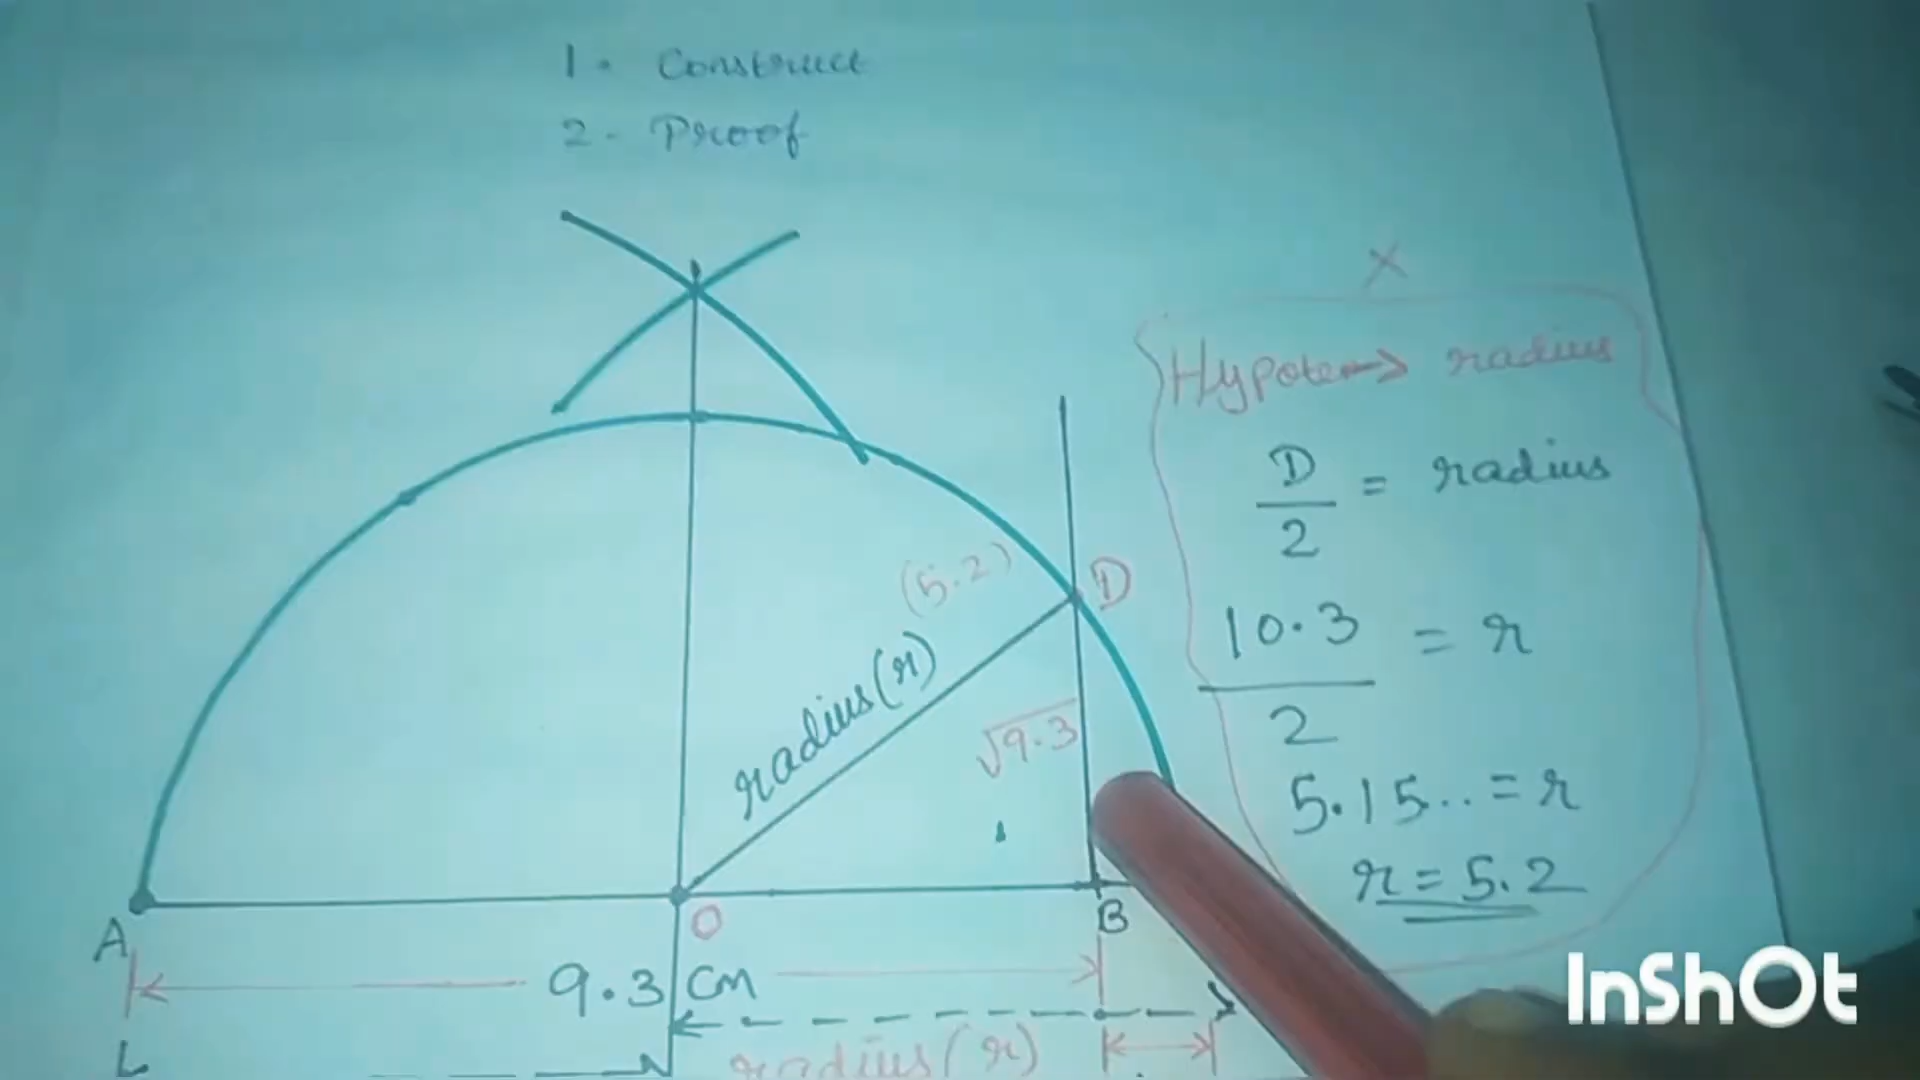 1. Construct
2- Proof
X
Hypoten→ radius
D/2 = radius
10.3/2 = r
5.15.. = r
r = 5.2
(5.2)
D
radius(r)
√9.3
A
O
B
9.3 cm
radius(r)
InShOt